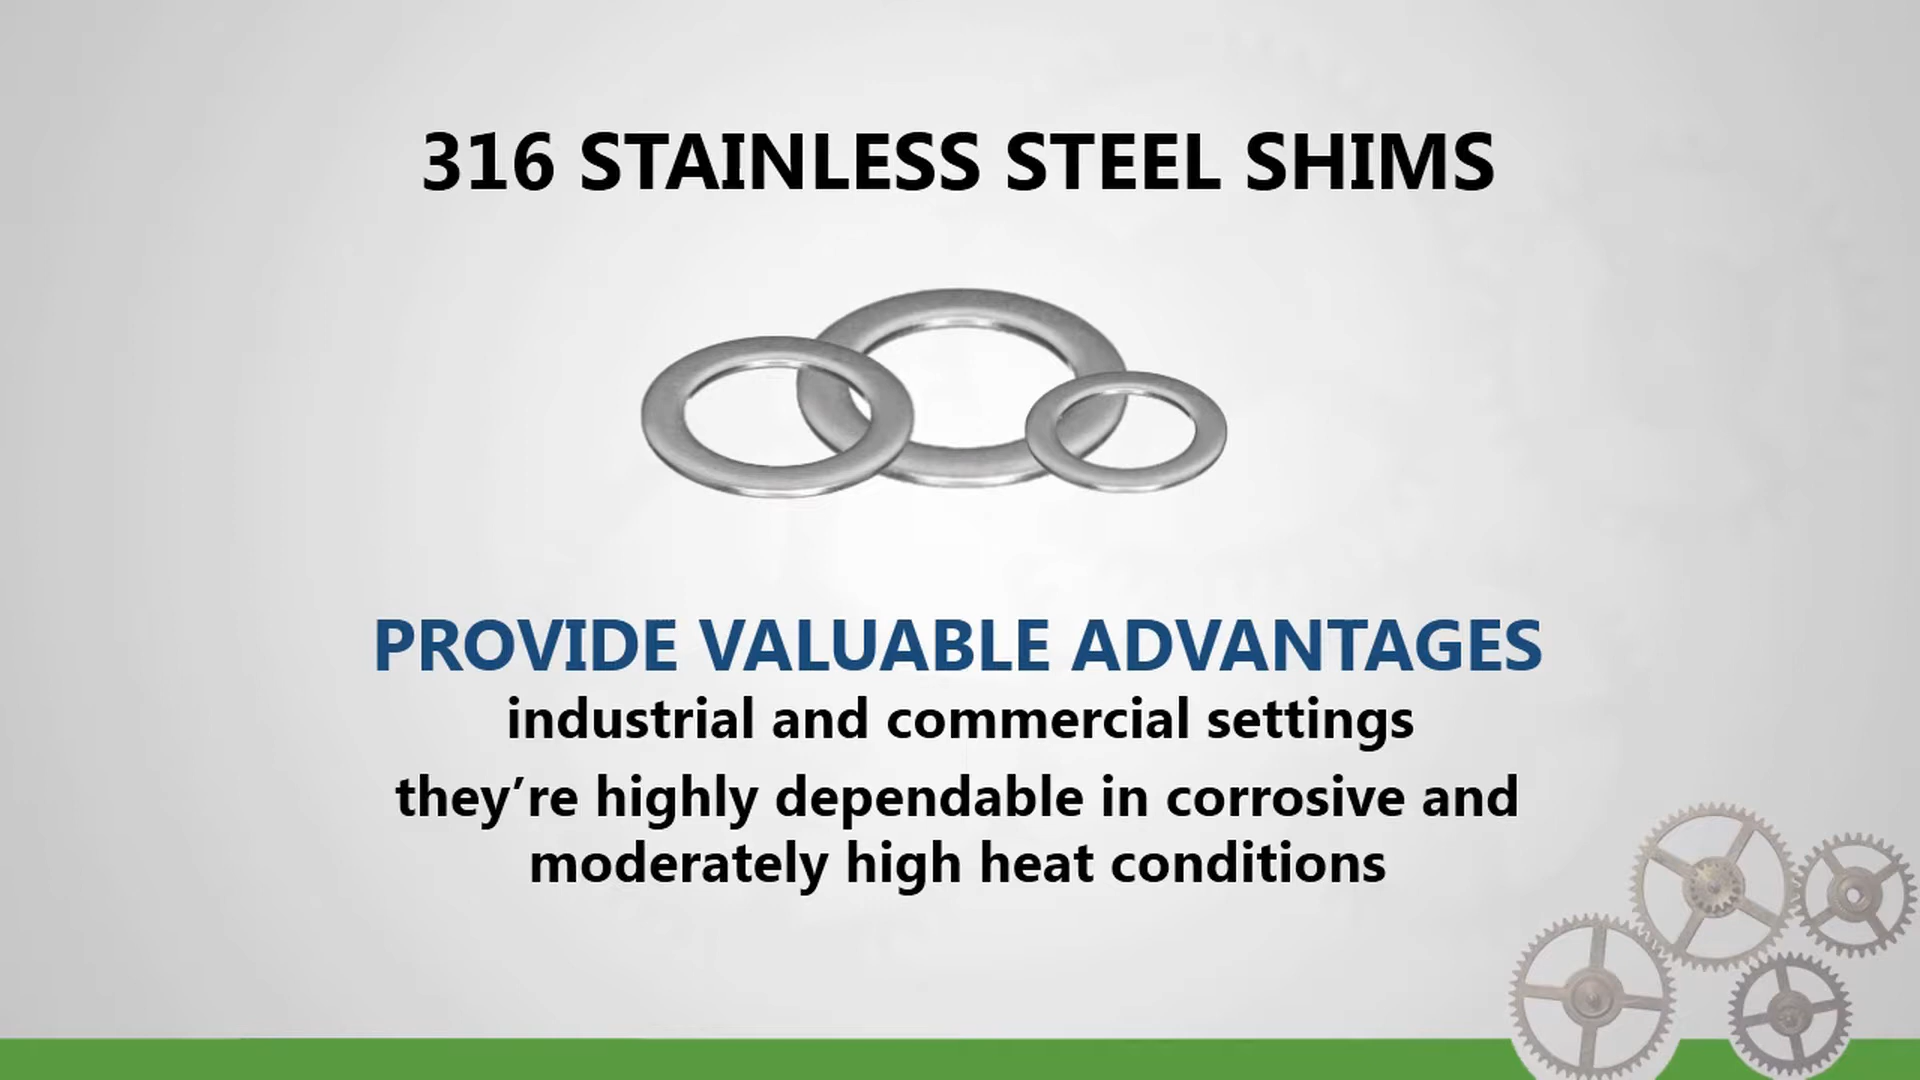 316 STAINLESS STEEL SHIMS
PROVIDE VALUABLE ADVANTAGES
industrial and commercial settings
they’re highly dependable in corrosive and
moderately high heat conditions